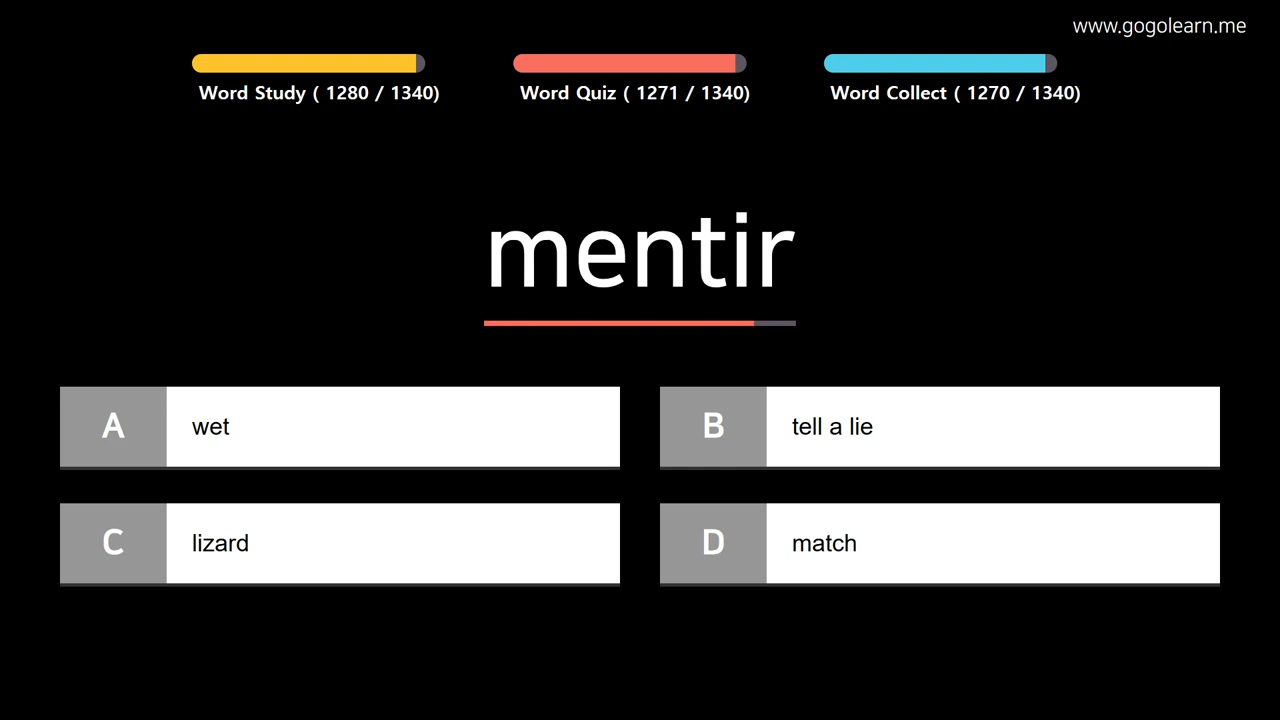 www.gogolearn.me
Word Study ( 1280 / 1340)
Word Quiz ( 1271 / 1340)
Word Collect ( 1270 / 1340)
mentir
A wet
B tell a lie
C lizard
D match